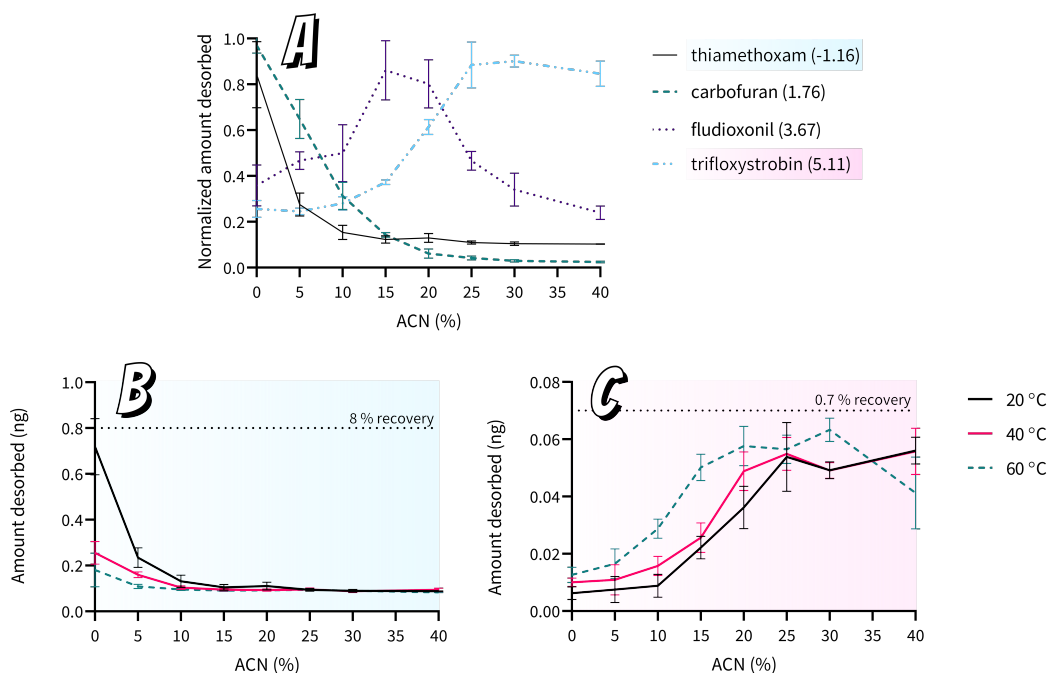 A
Normalized amount desorbed
1.0
0.8
0.6
0.4
0.2
0.0
0 5 10 15 20 25 30 35 40
ACN (%)
thiamethoxam (-1.16)
carbofuran (1.76)
fludioxonil (3.67)
trifloxystrobin (5.11)
B
Amount desorbed (ng)
1.0
0.8
0.6
0.4
0.2
0.0
8 % recovery
0 5 10 15 20 25 30 35 40
ACN (%)
C
Amount desorbed (ng)
0.08
0.06
0.04
0.02
0.00
0.7 % recovery
0 5 10 15 20 25 30 35 40
ACN (%)
20 °C
40 °C
60 °C